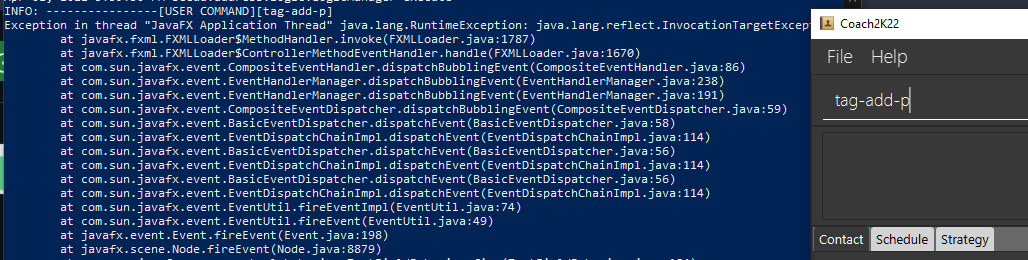 INFO: ----------------[USER COMMAND][tag-add-p]
Exception in thread "JavaFX Application Thread" java.lang.RuntimeException: java.lang.reflect.InvocationTargetExcept
at javafx.fxml.FXMLLoader$MethodHandler.invoke(FXMLLoader.java:1787)
at javafx.fxml.FXMLLoader$ControllerMethodEventHandler.handle(FXMLLoader.java:1670)
at com.sun.javafx.event.CompositeEventHandler.dispatchBubblingEvent(CompositeEventHandler.java:86)
at com.sun.javafx.event.EventHandlerManager.dispatchBubblingEvent(EventHandlerManager.java:238)
at com.sun.javafx.event.EventHandlerManager.dispatchBubblingEvent(EventHandlerManager.java:191)
at com.sun.javafx.event.CompositeEventDispatcher.dispatchBubblingEvent(CompositeEventDispatcher.java:59)
at com.sun.javafx.event.BasicEventDispatcher.dispatchEvent(BasicEventDispatcher.java:58)
at com.sun.javafx.event.EventDispatchChainImpl.dispatchEvent(EventDispatchChainImpl.java:114)
at com.sun.javafx.event.BasicEventDispatcher.dispatchEvent(BasicEventDispatcher.java:56)
at com.sun.javafx.event.EventDispatchChainImpl.dispatchEvent(EventDispatchChainImpl.java:114)
at com.sun.javafx.event.BasicEventDispatcher.dispatchEvent(BasicEventDispatcher.java:56)
at com.sun.javafx.event.EventDispatchChainImpl.dispatchEvent(EventDispatchChainImpl.java:114)
at com.sun.javafx.event.EventUtil.fireEventImpl(EventUtil.java:74)
at com.sun.javafx.event.EventUtil.fireEvent(EventUtil.java:49)
at javafx.event.Event.fireEvent(Event.java:198)
at javafx.scene.Node.fireEvent(Node.java:8879)
Coach2K22
File Help
tag-add-p
Contact Schedule Strategy